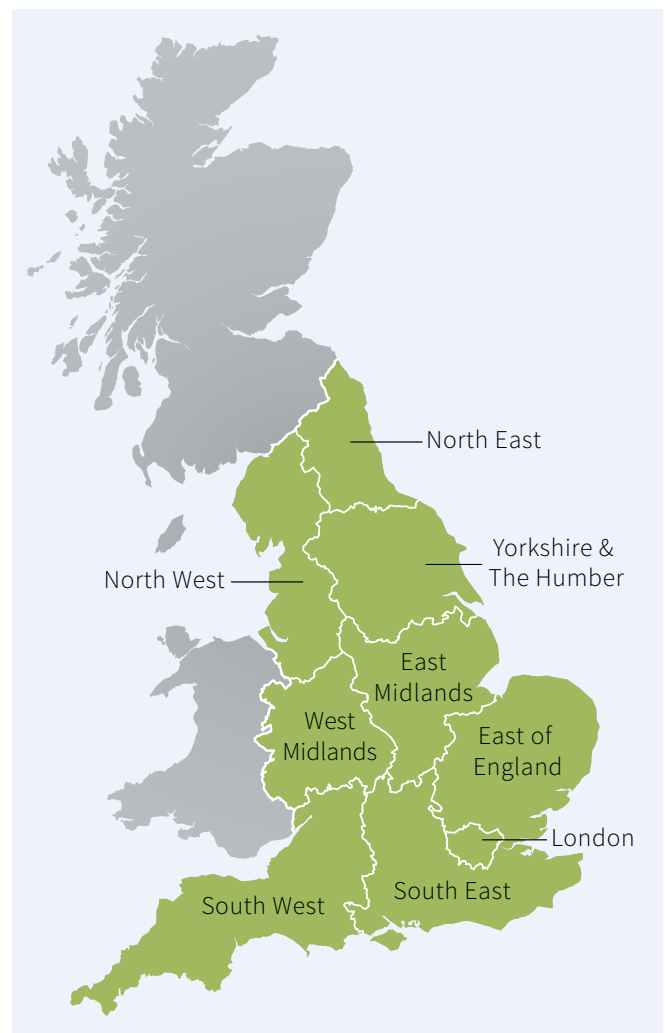 North East
Yorkshire &
The Humber
North West
East
Midlands
West
Midlands
East of
England
London
South East
South West